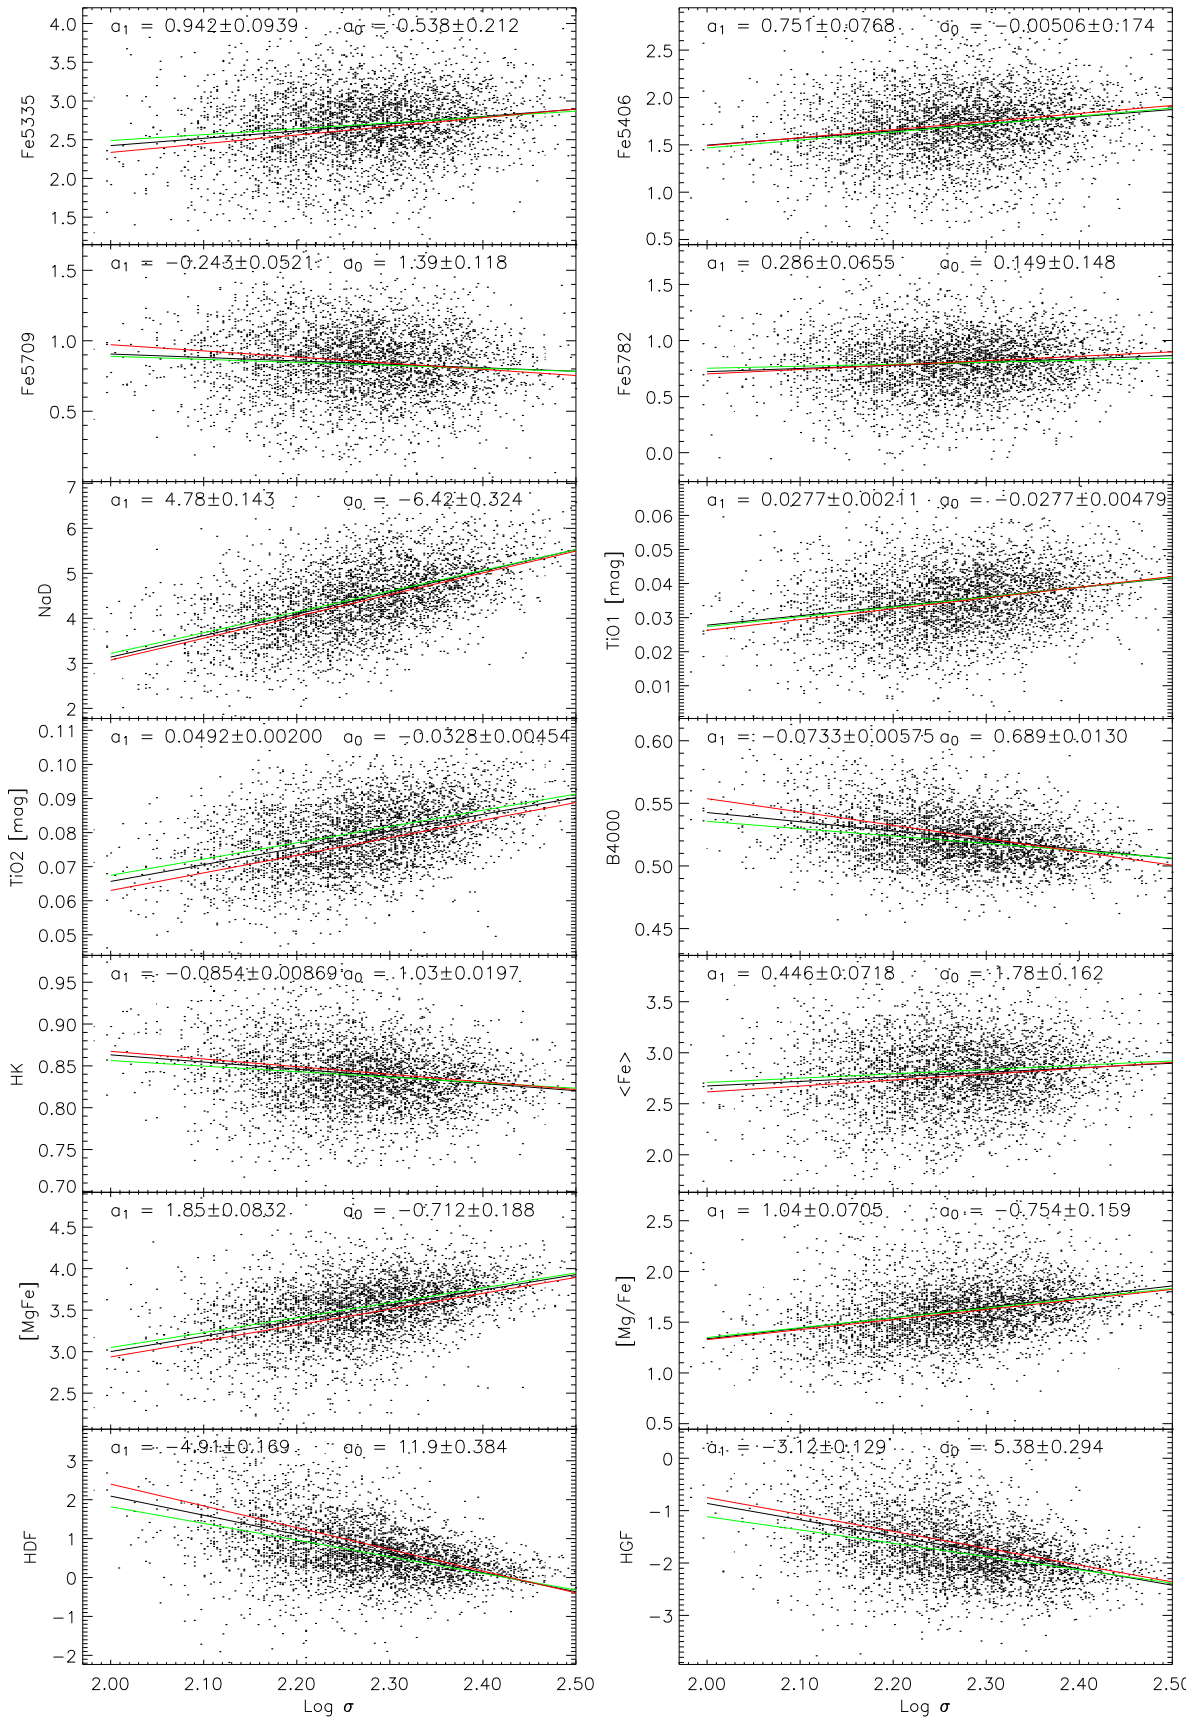 a₁ = 0.942±0.0939 a₀ = 0.538±0.212
4.0
3.5
3.0
2.5
2.0
1.5
Fe5335
a₁ = 0.751±0.0768 a₀ = −0.00506±0.174
2.5
2.0
1.5
1.0
0.5
Fe5406
a₁ = −0.243±0.0521 a₀ = 1.39±0.118
1.5
1.0
0.5
Fe5709
a₁ = 0.286±0.0655 a₀ = 0.149±0.148
1.5
1.0
0.5
0.0
Fe5782
a₁ = 4.78±0.143 a₀ = −6.42±0.324
7
6
5
4
3
2
NaD
a₁ = 0.0277±0.00211 a₀ = −0.0277±0.00479
0.06
0.05
0.04
0.03
0.02
0.01
TiO1 [mag]
a₁ = 0.0492±0.00200 a₀ = −0.0328±0.00454
0.11
0.10
0.09
0.08
0.07
0.06
0.05
TiO2 [mag]
a₁ = −0.0733±0.00575 a₀ = 0.689±0.0130
0.60
0.55
0.50
0.45
B4000
a₁ = −0.0854±0.00869 a₀ = 1.03±0.0197
0.95
0.90
0.85
0.80
0.75
0.70
HK
a₁ = 0.446±0.0718 a₀ = 1.78±0.162
3.5
3.0
2.5
2.0
<Fe>
a₁ = 1.85±0.0832 a₀ = −0.712±0.188
4.5
4.0
3.5
3.0
2.5
[MgFe]
a₁ = 1.04±0.0705 a₀ = −0.754±0.159
2.5
2.0
1.5
1.0
0.5
[Mg/Fe]
a₁ = −4.91±0.169 a₀ = 11.9±0.384
3
2
1
0
−1
−2
HDF
a₁ = −3.12±0.129 a₀ = 5.38±0.294
0
−1
−2
−3
HGF
2.00 2.10 2.20 2.30 2.40 2.50
Log σ
2.00 2.10 2.20 2.30 2.40 2.50
Log σ